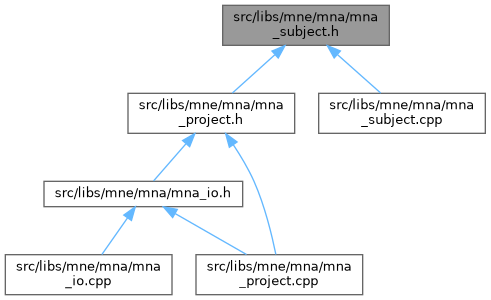 src/libs/mne/mna/mna
_subject.h
src/libs/mne/mna/mna
_project.h
src/libs/mne/mna/mna
_subject.cpp
src/libs/mne/mna/mna_io.h
src/libs/mne/mna/mna
_io.cpp
src/libs/mne/mna/mna
_project.cpp